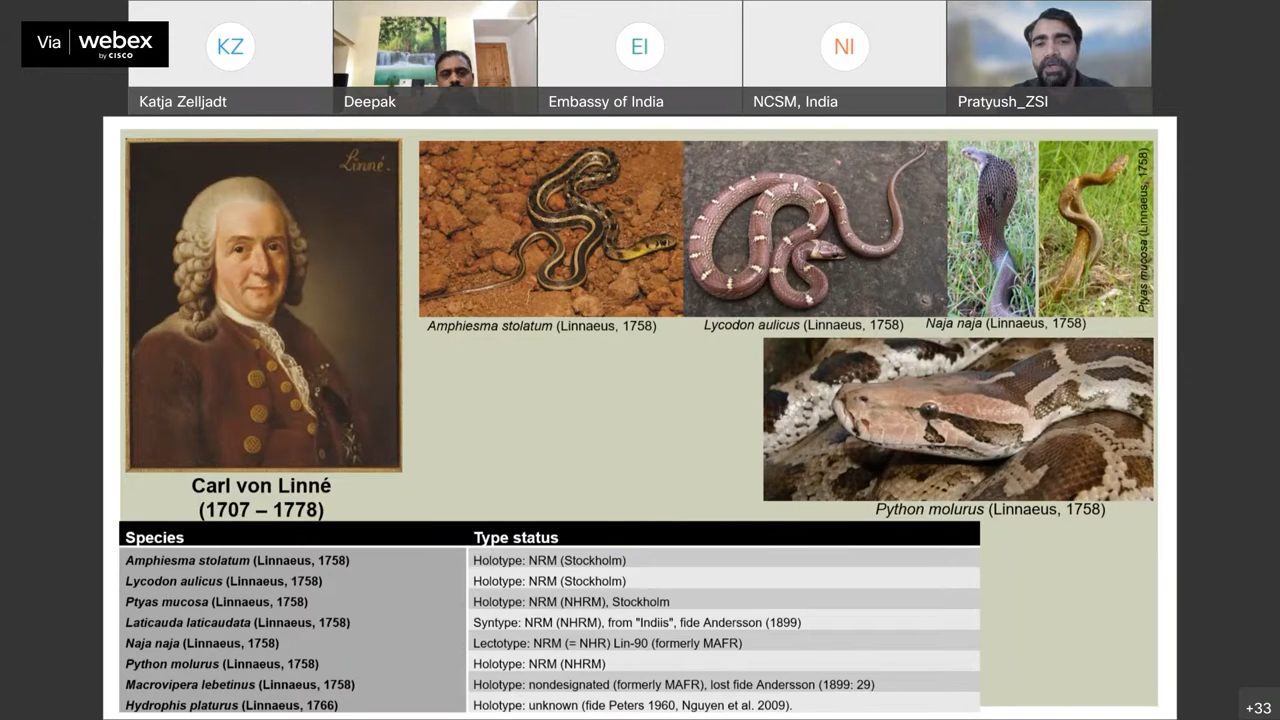 Via webex
by CISCO
KZ
EI
NI
Katja Zelljadt
Deepak
Embassy of India
NCSM, India
Pratyush_ZSI
Linné.
Amphiesma stolatum (Linnaeus, 1758)
Lycodon aulicus (Linnaeus, 1758)
Naja naja (Linnaeus, 1758)
Ptyas mucosa (Linnaeus, 1758)
Python molurus (Linnaeus, 1758)
Carl von Linné
(1707 – 1778)
Species Type status
Amphiesma stolatum (Linnaeus, 1758) Holotype: NRM (Stockholm)
Lycodon aulicus (Linnaeus, 1758) Holotype: NRM (Stockholm)
Ptyas mucosa (Linnaeus, 1758) Holotype: NRM (NHRM), Stockholm
Laticauda laticaudata (Linnaeus, 1758) Syntype: NRM (NHRM), from "Indiis", fide Andersson (1899)
Naja naja (Linnaeus, 1758) Lectotype: NRM (= NHR) Lin-90 (formerly MAFR)
Python molurus (Linnaeus, 1758) Holotype: NRM (NHRM)
Macrovipera lebetinus (Linnaeus, 1758) Holotype: nondesignated (formerly MAFR), lost fide Andersson (1899: 29)
Hydrophis platurus (Linnaeus, 1766) Holotype: unknown (fide Peters 1960, Nguyen et al. 2009).
+33